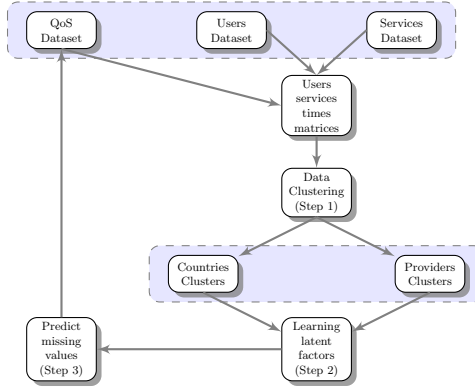 QoS
Dataset
Users
Dataset
Services
Dataset
Users
services
times
matrices
Data
Clustering
(Step 1)
Countries
Clusters
Providers
Clusters
Predict
missing
values
(Step 3)
Learning
latent
factors
(Step 2)